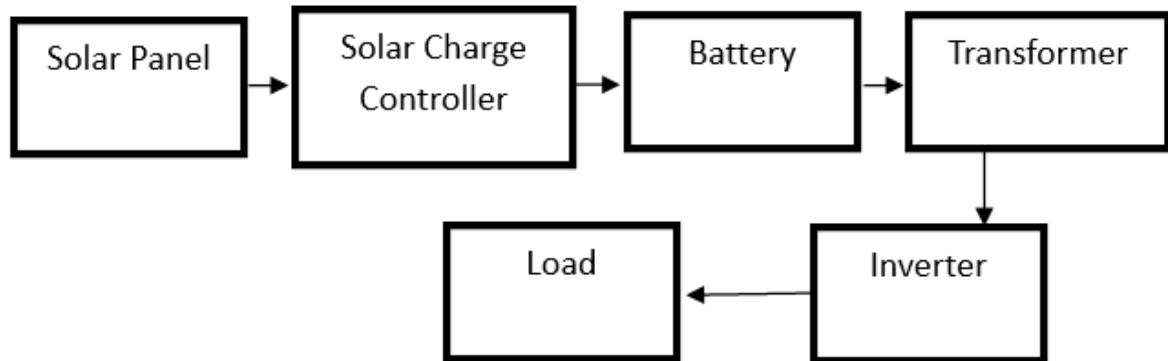 Solar Panel
Solar Charge
Controller
Battery
Transformer
Load
Inverter